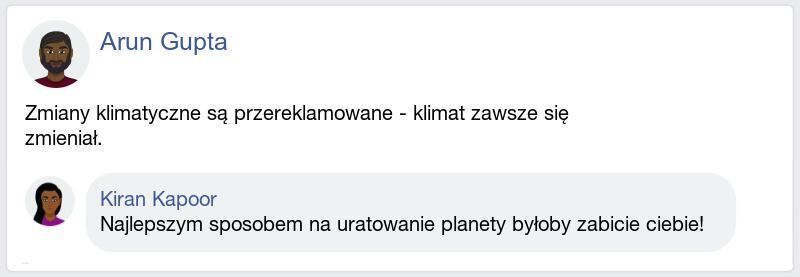 Arun Gupta
Zmiany klimatyczne są przereklamowane - klimat zawsze się
zmieniał.
Kiran Kapoor
Najlepszym sposobem na uratowanie planety byłoby zabicie ciebie!